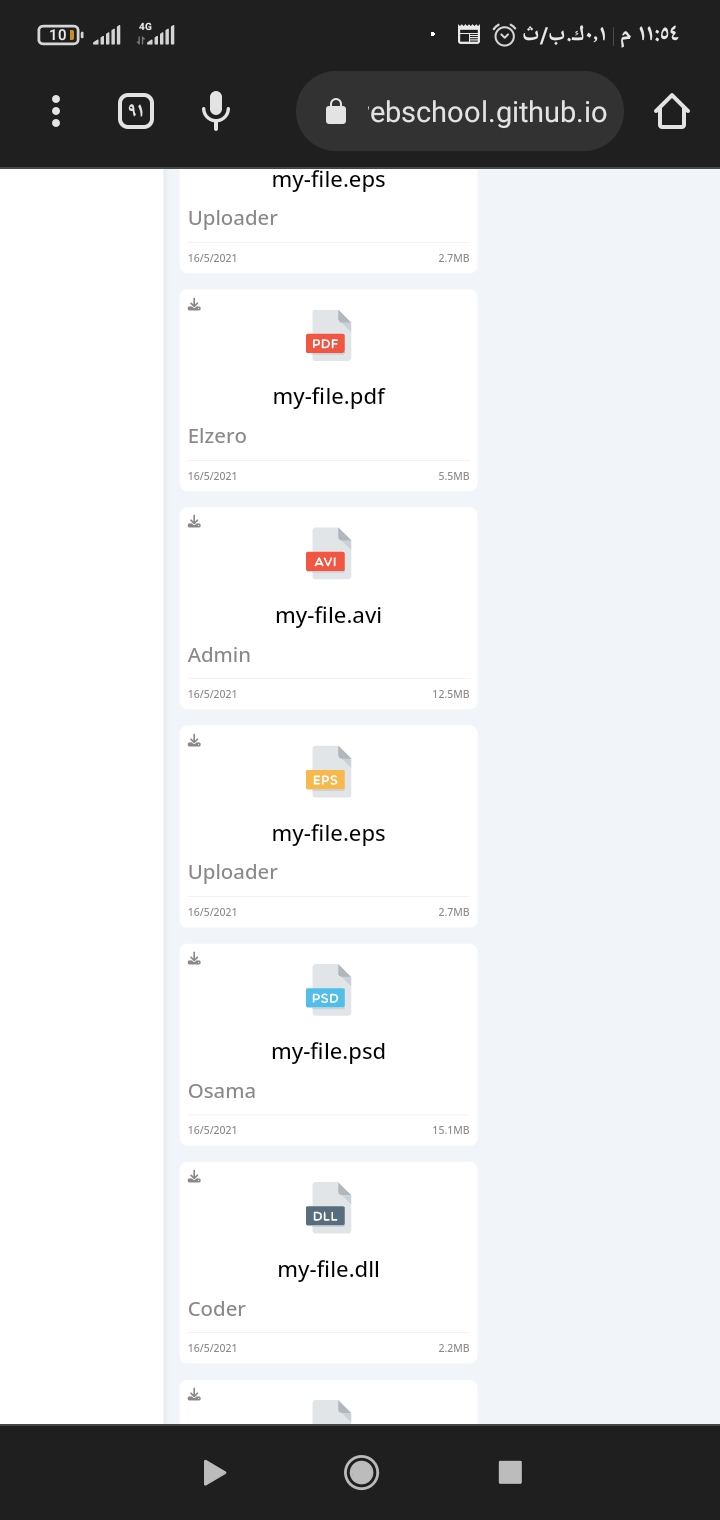 ١١:٥٤ م | ٠,١ك.ب/ث
4G
10
٩١
ebschool.github.io
my-file.eps
Uploader
16/5/2021 2.7MB
PDF
my-file.pdf
Elzero
16/5/2021 5.5MB
AVI
my-file.avi
Admin
16/5/2021 12.5MB
EPS
my-file.eps
Uploader
16/5/2021 2.7MB
PSD
my-file.psd
Osama
16/5/2021 15.1MB
DLL
my-file.dll
Coder
16/5/2021 2.2MB